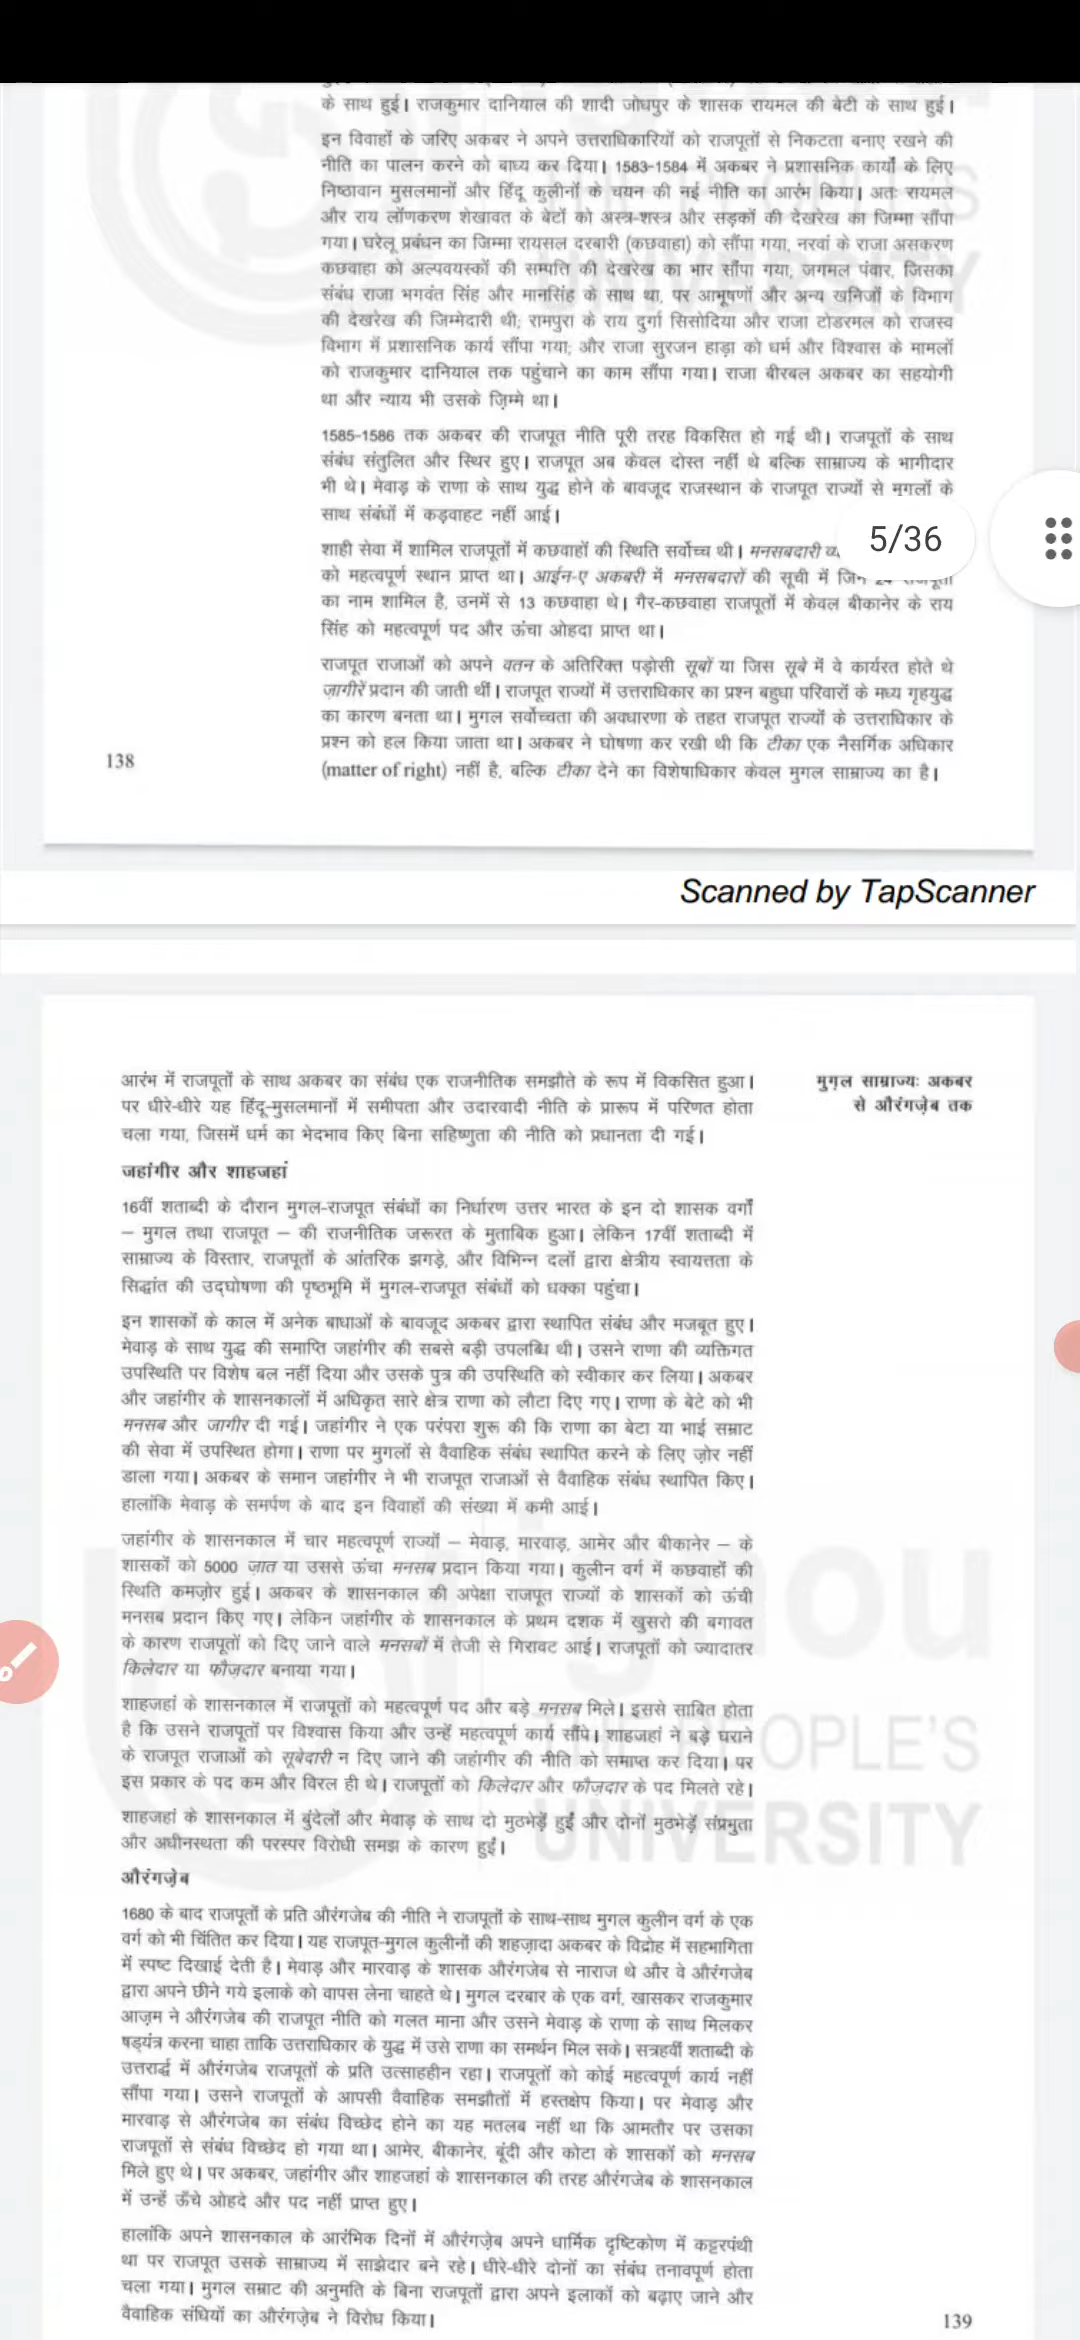 के साथ हुई। राजकुमार दानियाल की शादी जोधपुर के शासक रायमल की बेटी के साथ हुई।
इन विवाहों के जरिए अकबर ने अपने उत्तराधिकारियों को राजपूतों से निकटता बनाए रखने की
नीति का पालन करने को बाध्य कर दिया। 1583-1584 में अकबर ने प्रशासनिक कार्यों के लिए
निष्ठावान मुसलमानों और हिंदू कुलीनों के चयन की नई नीति का आरंभ किया। अतः रायमल
और राय लोंणकरण शेखावत के बेटों को अस्त्र-शस्त्र और सड़कों की देखरेख का जिम्मा सौंपा
गया। घरेलू प्रबंधन का जिम्मा रायसल दरबारी (कछवाहा) को सौंपा गया, नरवां के राजा असकरण
कछवाहा को अल्पवयस्कों की सम्पत्ति की देखरेख का भार सौंपा गया, जगमल पंवार, जिसका
संबंध राजा भगवंत सिंह और मानसिंह के साथ था, पर आभूषणों और अन्य खनिजों के विभाग
की देखरेख की जिम्मेदारी थी; रामपुरा के राय दुर्गा सिसोदिया और राजा टोडरमल को राजस्व
विभाग में प्रशासनिक कार्य सौंपा गया; और राजा सुरजन हाड़ा को धर्म और विश्वास के मामलों
को राजकुमार दानियाल तक पहुंचाने का काम सौंपा गया। राजा बीरबल अकबर का सहयोगी
था और न्याय भी उसके ज़िम्मे था।
1585-1586 तक अकबर की राजपूत नीति पूरी तरह विकसित हो गई थी। राजपूतों के साथ
संबंध संतुलित और स्थिर हुए। राजपूत अब केवल दोस्त नहीं थे बल्कि साम्राज्य के भागीदार
भी थे। मेवाड़ के राणा के साथ युद्ध होने के बावजूद राजस्थान के राजपूत राज्यों से मुगलों के
साथ संबंधों में कड़वाहट नहीं आई।
5/36
शाही सेवा में शामिल राजपूतों में कछवाहों की स्थिति सर्वोच्च थी। मनसबदारी
को महत्वपूर्ण स्थान प्राप्त था। आईन-ए अकबरी में मनसबदारों की सूची में जिन 24 राजपूतों
का नाम शामिल है, उनमें से 13 कछवाहा थे। गैर-कछवाहा राजपूतों में केवल बीकानेर के राय
सिंह को महत्वपूर्ण पद और ऊंचा ओहदा प्राप्त था।
राजपूत राजाओं को अपने वतन के अतिरिक्त पड़ोसी सूबों या जिस सूबे में वे कार्यरत होते थे
ज़ागीरें प्रदान की जाती थीं। राजपूत राज्यों में उत्तराधिकार का प्रश्न बहुधा परिवारों के मध्य गृहयुद्ध
का कारण बनता था। मुगल सर्वोच्चता की अवधारणा के तहत राजपूत राज्यों के उत्तराधिकार के
प्रश्न को हल किया जाता था। अकबर ने घोषणा कर रखी थी कि टीका एक नैसर्गिक अधिकार
(matter of right) नहीं है, बल्कि टीका देने का विशेषाधिकार केवल मुगल साम्राज्य का है।
138
Scanned by TapScanner
मुग़ल साम्राज्यः अकबर
से औरंगज़ेब तक
आरंभ में राजपूतों के साथ अकबर का संबंध एक राजनीतिक समझौते के रूप में विकसित हुआ।
पर धीरे-धीरे यह हिंदू-मुसलमानों में समीपता और उदारवादी नीति के प्रारूप में परिणत होता
चला गया, जिसमें धर्म का भेदभाव किए बिना सहिष्णुता की नीति को प्रधानता दी गई।
जहांगीर और शाहजहां
16वीं शताब्दी के दौरान मुगल-राजपूत संबंधों का निर्धारण उत्तर भारत के इन दो शासक वर्गों
– मुगल तथा राजपूत – की राजनीतिक जरूरत के मुताबिक हुआ। लेकिन 17वीं शताब्दी में
साम्राज्य के विस्तार, राजपूतों के आंतरिक झगड़े, और विभिन्न दलों द्वारा क्षेत्रीय स्वायत्तता के
सिद्धांत की उद्घोषणा की पृष्ठभूमि में मुगल-राजपूत संबंधों को धक्का पहुंचा।
इन शासकों के काल में अनेक बाधाओं के बावजूद अकबर द्वारा स्थापित संबंध और मजबूत हुए।
मेवाड़ के साथ युद्ध की समाप्ति जहांगीर की सबसे बड़ी उपलब्धि थी। उसने राणा की व्यक्तिगत
उपस्थिति पर विशेष बल नहीं दिया और उसके पुत्र की उपस्थिति को स्वीकार कर लिया। अकबर
और जहांगीर के शासनकालों में अधिकृत सारे क्षेत्र राणा को लौटा दिए गए। राणा के बेटे को भी
मनसब और जागीर दी गई। जहांगीर ने एक परंपरा शुरू की कि राणा का बेटा या भाई सम्राट
की सेवा में उपस्थित होगा। राणा पर मुगलों से वैवाहिक संबंध स्थापित करने के लिए ज़ोर नहीं
डाला गया। अकबर के समान जहांगीर ने भी राजपूत राजाओं से वैवाहिक संबंध स्थापित किए।
हालांकि मेवाड़ के समर्पण के बाद इन विवाहों की संख्या में कमी आई।
जहांगीर के शासनकाल में चार महत्वपूर्ण राज्यों – मेवाड़, मारवाड़, आमेर और बीकानेर – के
शासकों को 5000 ज़ात या उससे ऊंचा मनसब प्रदान किया गया। कुलीन वर्ग में कछवाहों की
स्थिति कमज़ोर हुई। अकबर के शासनकाल की अपेक्षा राजपूत राज्यों के शासकों को ऊंची
मनसब प्रदान किए गए। लेकिन जहांगीर के शासनकाल के प्रथम दशक में खुसरो की बगावत
के कारण राजपूतों को दिए जाने वाले मनसबों में तेजी से गिरावट आई। राजपूतों को ज्यादातर
किलेदार या फौज़दार बनाया गया।
शाहजहां के शासनकाल में राजपूतों को महत्वपूर्ण पद और बड़े मनसब मिले। इससे साबित होता
है कि उसने राजपूतों पर विश्वास किया और उन्हें महत्वपूर्ण कार्य सौंपे। शाहजहां ने बड़े घराने
के राजपूत राजाओं को सूबेदारी न दिए जाने की जहांगीर की नीति को समाप्त कर दिया। पर
इस प्रकार के पद कम और विरल ही थे। राजपूतों को किलेदार और फौज़दार के पद मिलते रहे।
शाहजहां के शासनकाल में बुंदेलों और मेवाड़ के साथ दो मुठभेड़ें हुईं और दोनों मुठभेड़ें संप्रभुता
और अधीनस्थता की परस्पर विरोधी समझ के कारण हुईं।
औरंगज़ेब
1680 के बाद राजपूतों के प्रति औरंगजेब की नीति ने राजपूतों के साथ-साथ मुगल कुलीन वर्ग के एक
वर्ग को भी चिंतित कर दिया। यह राजपूत-मुगल कुलीनों की शहज़ादा अकबर के विद्रोह में सहभागिता
में स्पष्ट दिखाई देती है। मेवाड़ और मारवाड़ के शासक औरंगजेब से नाराज थे और वे औरंगजेब
द्वारा अपने छीने गये इलाके को वापस लेना चाहते थे। मुगल दरबार के एक वर्ग, खासकर राजकुमार
आज़म ने औरंगजेब की राजपूत नीति को गलत माना और उसने मेवाड़ के राणा के साथ मिलकर
षड्यंत्र करना चाहा ताकि उत्तराधिकार के युद्ध में उसे राणा का समर्थन मिल सके। सत्रहवीं शताब्दी के
उत्तरार्द्ध में औरंगजेब राजपूतों के प्रति उत्साहहीन रहा। राजपूतों को कोई महत्वपूर्ण कार्य नहीं
सौंपा गया। उसने राजपूतों के आपसी वैवाहिक समझौतों में हस्तक्षेप किया। पर मेवाड़ और
मारवाड़ से औरंगजेब का संबंध विच्छेद होने का यह मतलब नहीं था कि आमतौर पर उसका
राजपूतों से संबंध विच्छेद हो गया था। आमेर, बीकानेर, बूंदी और कोटा के शासकों को मनसब
मिले हुए थे। पर अकबर, जहांगीर और शाहजहां के शासनकाल की तरह औरंगजेब के शासनकाल
में उन्हें ऊँचे ओहदे और पद नहीं प्राप्त हुए।
हालांकि अपने शासनकाल के आरंभिक दिनों में औरंगज़ेब अपने धार्मिक दृष्टिकोण में कट्टरपंथी
था पर राजपूत उसके साम्राज्य में साझेदार बने रहे। धीरे-धीरे दोनों का संबंध तनावपूर्ण होता
चला गया। मुगल सम्राट की अनुमति के बिना राजपूतों द्वारा अपने इलाकों को बढ़ाए जाने और
वैवाहिक संधियों का औरंगज़ेब ने विरोध किया।
139
ignou
THE PEOPLE'S
UNIVERSITY